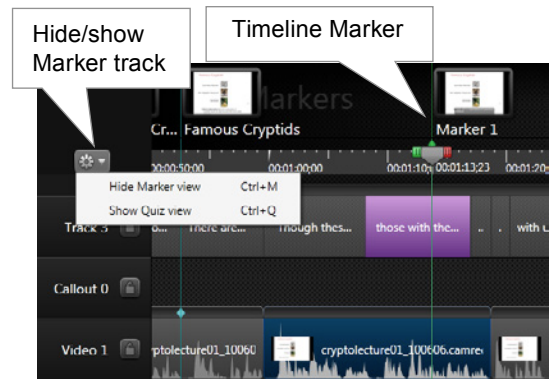 Hide/show
Marker track
Timeline Marker
Markers
Cr... Famous Cryptids
Marker 1
00:00:50;00 00:01:00;00 00:01:10; 00:01:13;23 00:01:20;
Hide Marker view Ctrl+M
Show Quiz view Ctrl+Q
Track 3 o... There are... Though thes... those with the... .. . with u
Callout 0
Video 1 ptolecture01_10060 cryptolecture01_100606.camrec